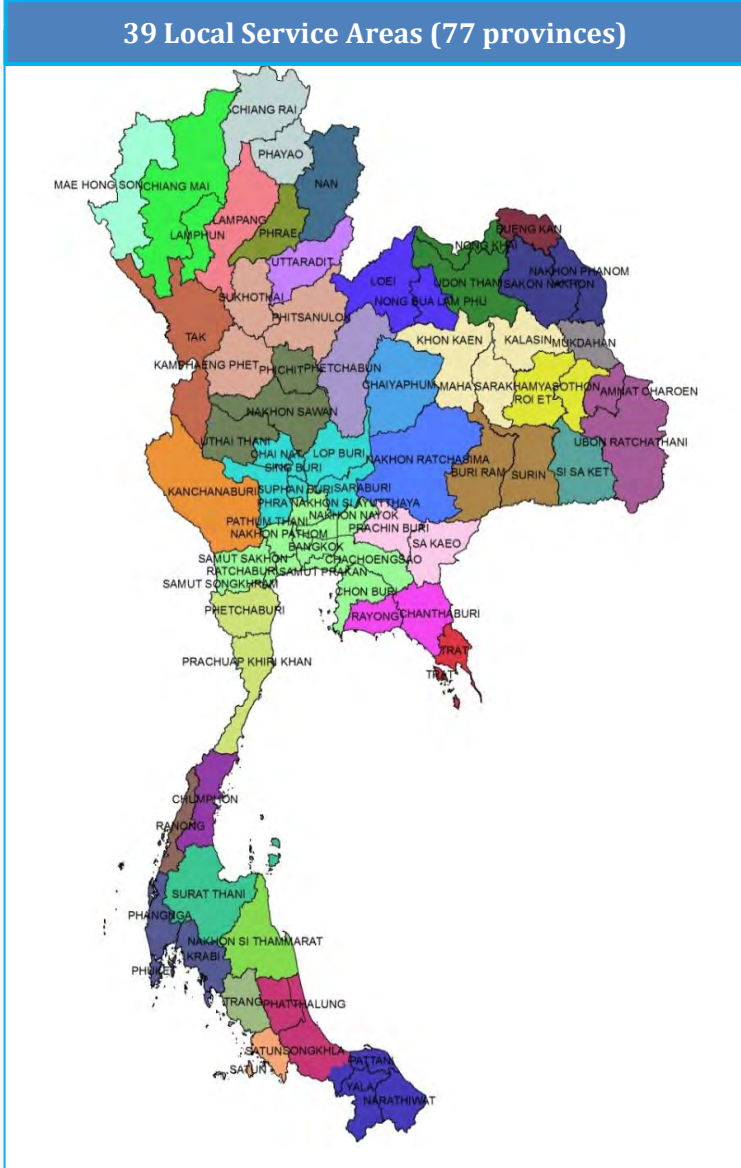 39 Local Service Areas (77 provinces)
CHIANG RAI
PHAYAO
MAE HONG SON
CHIANG MAI
NAN
LAMPANG
LAMPHUN
PHRAE
UTTARADIT
BUENG KAN
NONG KHAI
LOEI
UDON THANI
NAKHON PHANOM
SAKON NAKHON
NONG BUA LAM PHU
SUKHOTHAI
PHITSANULOK
TAK
KHON KAEN
KALASIN
MUKDAHAN
KAMPHAENG PHET
PHICHIT
PHETCHABUN
CHAIYAPHUM
MAHA SARAKHAM
YASOTHON
AMNAT CHAROEN
ROI ET
NAKHON SAWAN
UTHAI THANI
UBON RATCHATHANI
CHAI NAT
LOP BURI
NAKHON RATCHASIMA
SING BURI
BURI RAM
SURIN
SI SA KET
KANCHANABURI
SUPHAN BURI
SARABURI
PHRA NAKHON SI AYUTTHAYA
NAKHON NAYOK
PATHUM THANI
PRACHIN BURI
NAKHON PATHOM
SA KAEO
BANGKOK
SAMUT SAKHON
CHACHOENGSAO
RATCHABURI
SAMUT PRAKAN
SAMUT SONGKHRAM
CHON BURI
PHETCHABURI
RAYONG
CHANTHABURI
TRAT
PRACHUAP KHIRI KHAN
TRAT
CHUMPHON
RANONG
SURAT THANI
PHANGNGA
NAKHON SI THAMMARAT
KRABI
PHUKET
TRANG
PHATTHALUNG
SATUN
SONGKHLA
SATUN
PATTANI
YALA
NARATHIWAT